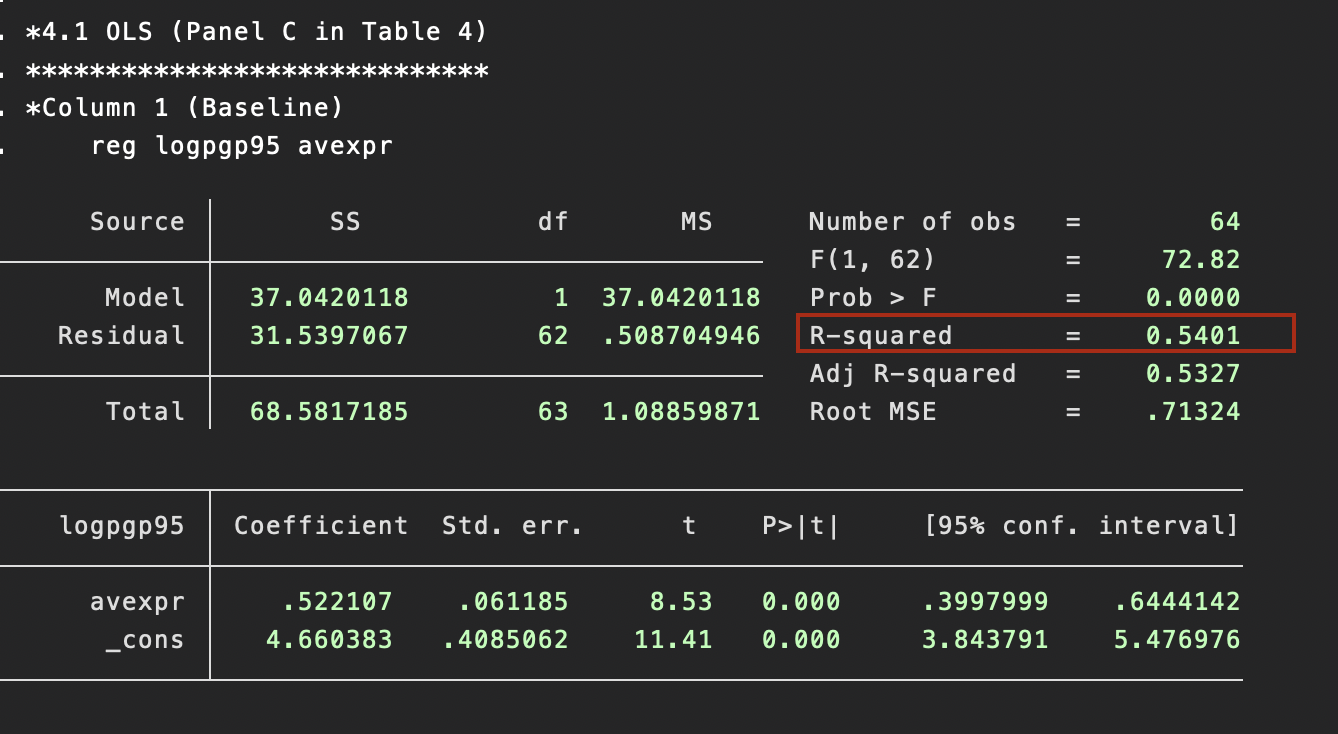 . *4.1 OLS (Panel C in Table 4)
. *****************************
. *Column 1 (Baseline)
. reg logpgp95 avexpr
Source | SS df MS Number of obs = 64
F(1, 62) = 72.82
Model | 37.0420118 1 37.0420118 Prob > F = 0.0000
Residual | 31.5397067 62 .508704946 R-squared = 0.5401
Adj R-squared = 0.5327
Total | 68.5817185 63 1.08859871 Root MSE = .71324
logpgp95 | Coefficient Std. err. t P>|t| [95% conf. interval]
avexpr | .522107 .061185 8.53 0.000 .3997999 .6444142
_cons | 4.660383 .4085062 11.41 0.000 3.843791 5.476976